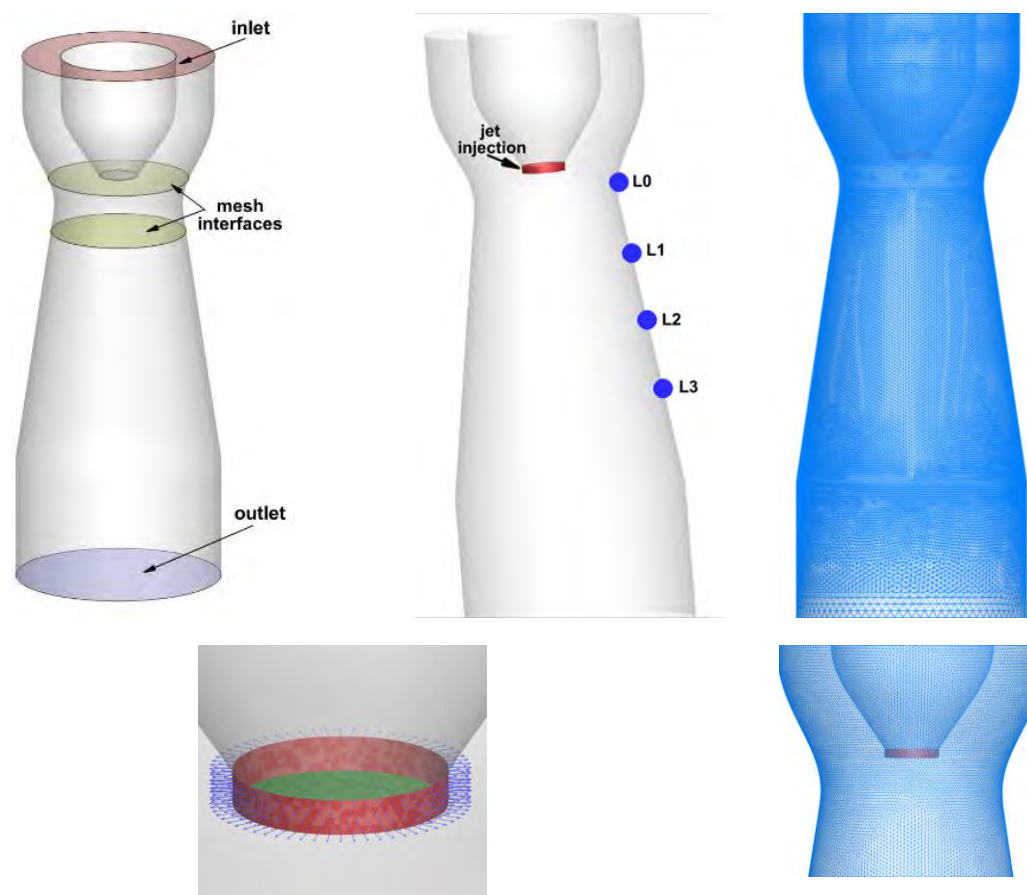 inlet
mesh
interfaces
outlet
jet
injection
L0
L1
L2
L3